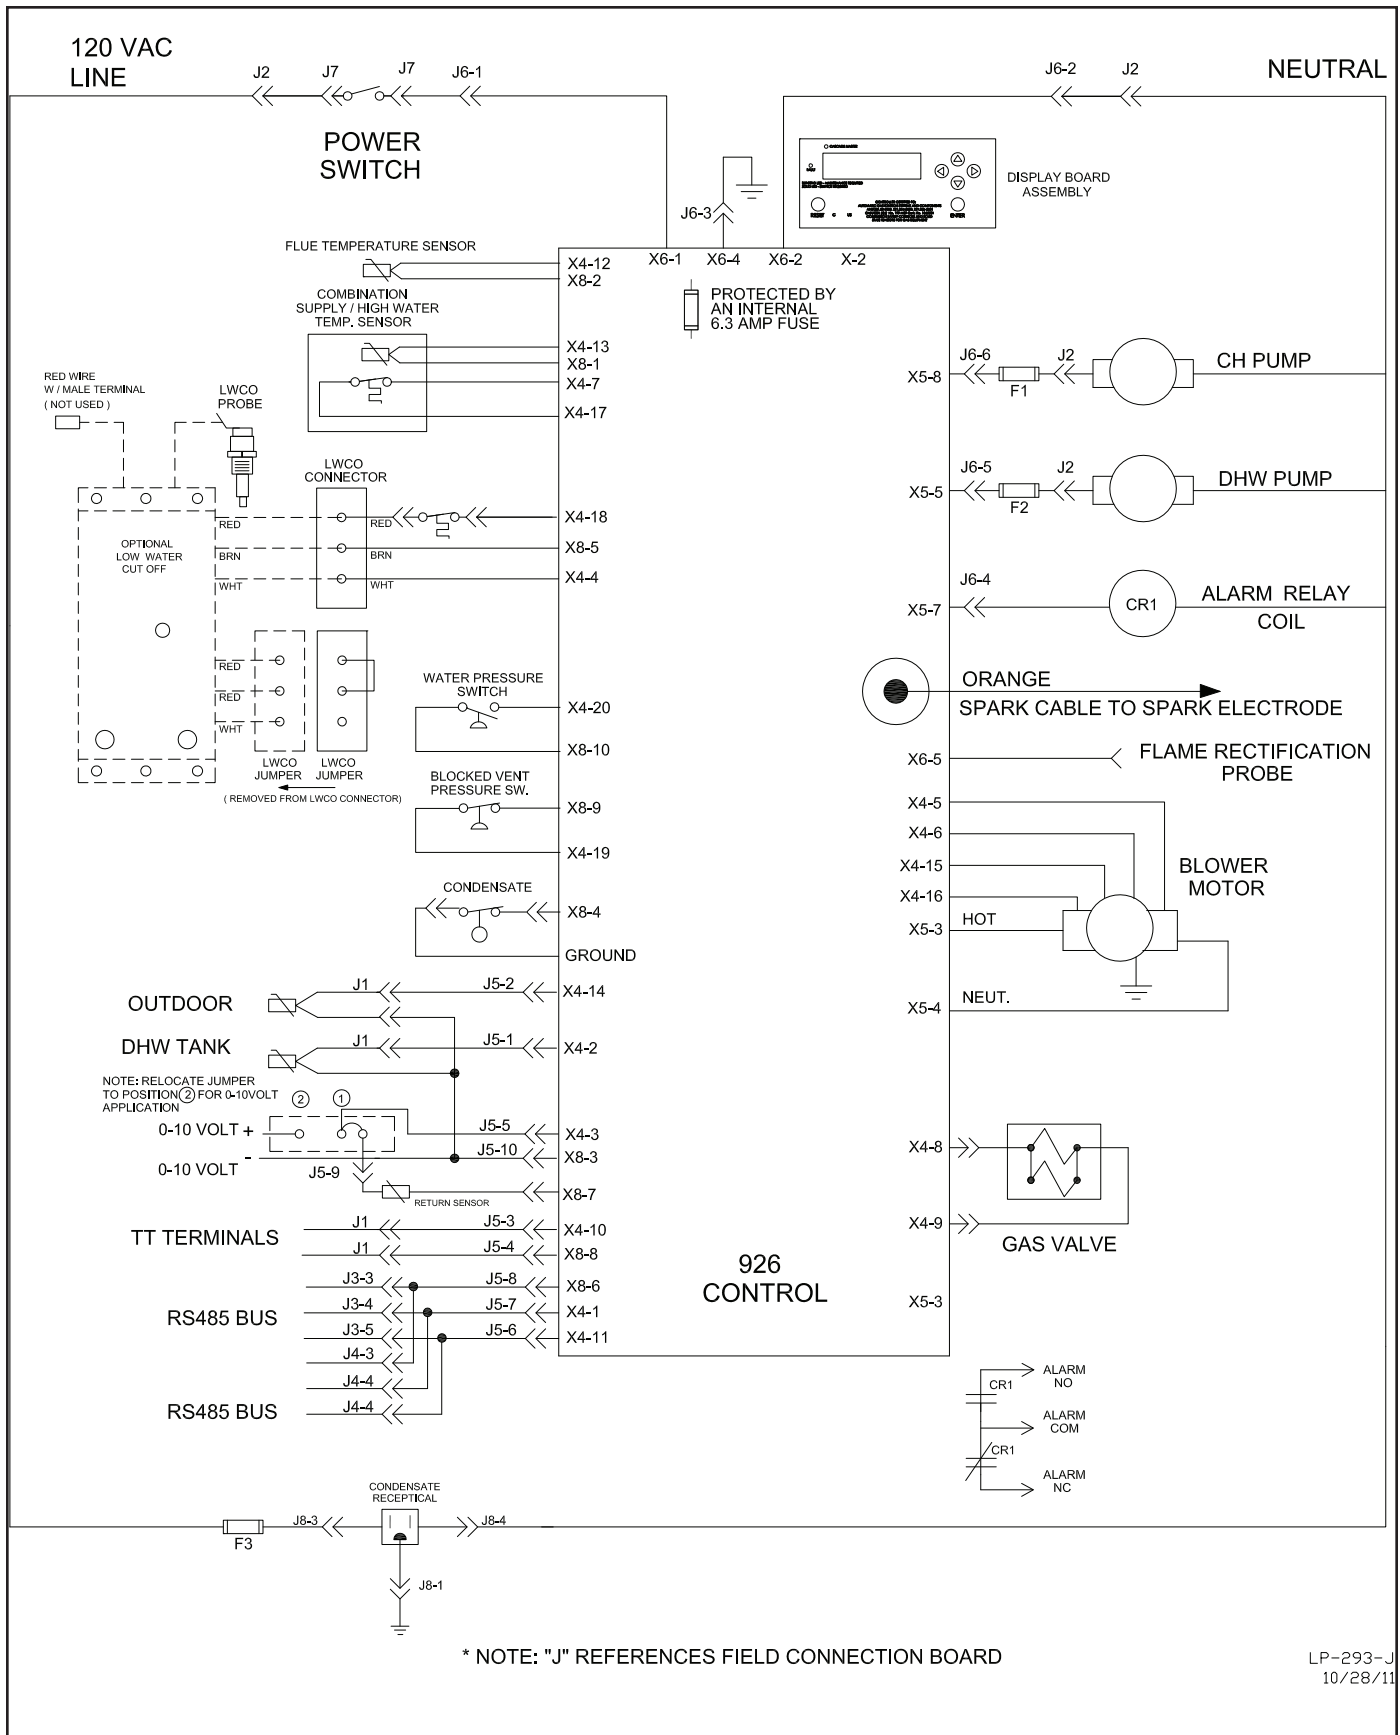 120 VAC
LINE
J2
J7
J7
J6-1
J6-2
J2
NEUTRAL
POWER
SWITCH
CASCADE MASTER
RESET
ENTER
DISPLAY BOARD
ASSEMBLY
J6-3
X6-1
X6-4
X6-2
X-2
PROTECTED BY
AN INTERNAL
6.3 AMP FUSE
FLUE TEMPERATURE SENSOR
X4-12
X8-2
COMBINATION
SUPPLY / HIGH WATER
TEMP. SENSOR
X4-13
X8-1
X4-7
X4-17
RED WIRE
W / MALE TERMINAL
( NOT USED )
LWCO
PROBE
LWCO
CONNECTOR
OPTIONAL
LOW WATER
CUT OFF
RED
RED
X4-18
BRN
BRN
X8-5
WHT
WHT
X4-4
RED
RED
WHT
LWCO
JUMPER
LWCO
JUMPER
( REMOVED FROM LWCO CONNECTOR)
WATER PRESSURE
SWITCH
X4-20
X8-10
BLOCKED VENT
PRESSURE SW.
X8-9
X4-19
CONDENSATE
X8-4
GROUND
OUTDOOR
J1
J5-2
X4-14
DHW TANK
J1
J5-1
X4-2
NOTE: RELOCATE JUMPER
TO POSITION 2 FOR 0-10VOLT
APPLICATION
2
1
0-10 VOLT +
J5-5
X4-3
0-10 VOLT -
J5-9
J5-10
X8-3
RETURN SENSOR
X8-7
TT TERMINALS
J1
J5-3
X4-10
J1
J5-4
X8-8
RS485 BUS
J3-3
J5-8
X8-6
J3-4
J5-7
X4-1
J3-5
J5-6
X4-11
RS485 BUS
J4-3
J4-4
J4-4
926
CONTROL
X5-8
J6-6
F1
J2
CH PUMP
X5-5
J6-5
F2
J2
DHW PUMP
X5-7
J6-4
CR1
ALARM RELAY
COIL
ORANGE
SPARK CABLE TO SPARK ELECTRODE
X6-5
FLAME RECTIFICATION
PROBE
X4-5
X4-6
X4-15
X4-16
X5-3
HOT
BLOWER
MOTOR
X5-4
NEUT.
X4-8
X4-9
GAS VALVE
X5-3
CR1
ALARM
NO
ALARM
COM
CR1
ALARM
NC
F3
J8-3
CONDENSATE
RECEPTICAL
J8-4
J8-1
* NOTE: "J" REFERENCES FIELD CONNECTION BOARD
LP-293-J
10/28/11